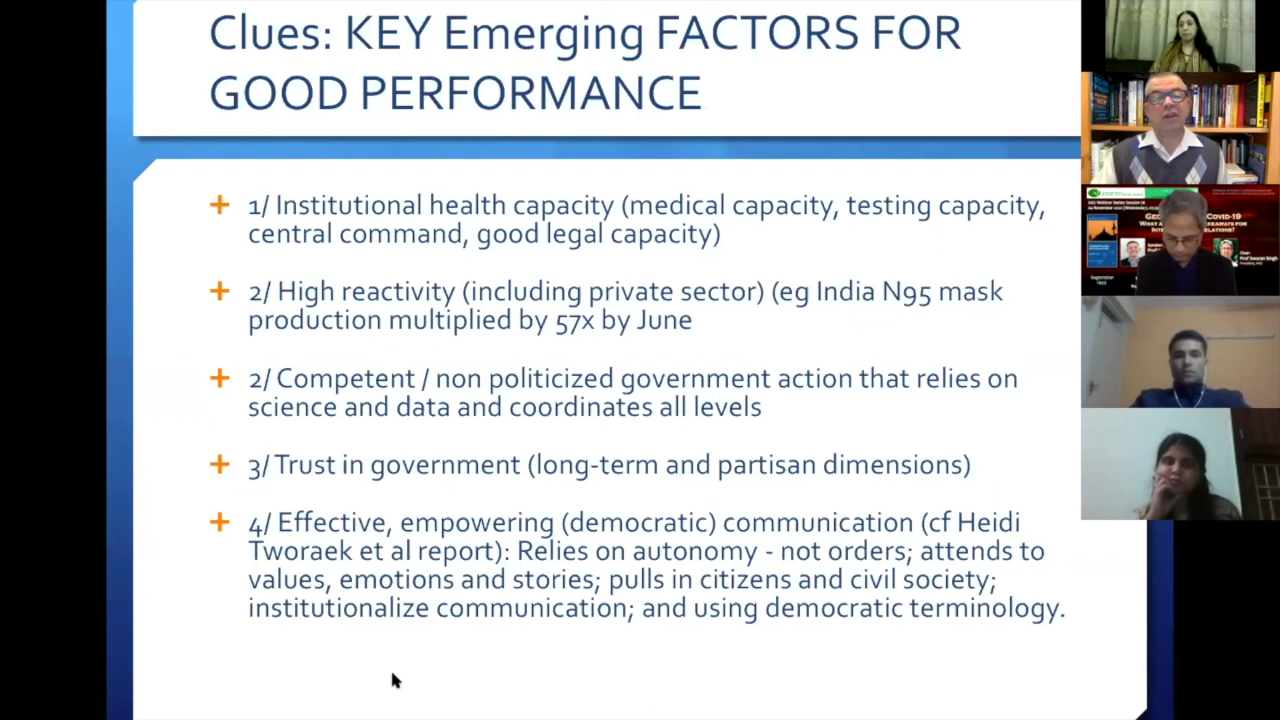 Clues: KEY Emerging FACTORS FOR
GOOD PERFORMANCE
1/ Institutional health capacity (medical capacity, testing capacity,
central command, good legal capacity)
2/ High reactivity (including private sector) (eg India N95 mask
production multiplied by 57x by June
2/ Competent / non politicized government action that relies on
science and data and coordinates all levels
3/ Trust in government (long-term and partisan dimensions)
4/ Effective, empowering (democratic) communication (cf Heidi
Tworaek et al report): Relies on autonomy - not orders; attends to
values, emotions and stories; pulls in citizens and civil society;
institutionalize communication; and using democratic terminology.
Covid-19
Prof Swaran Singh